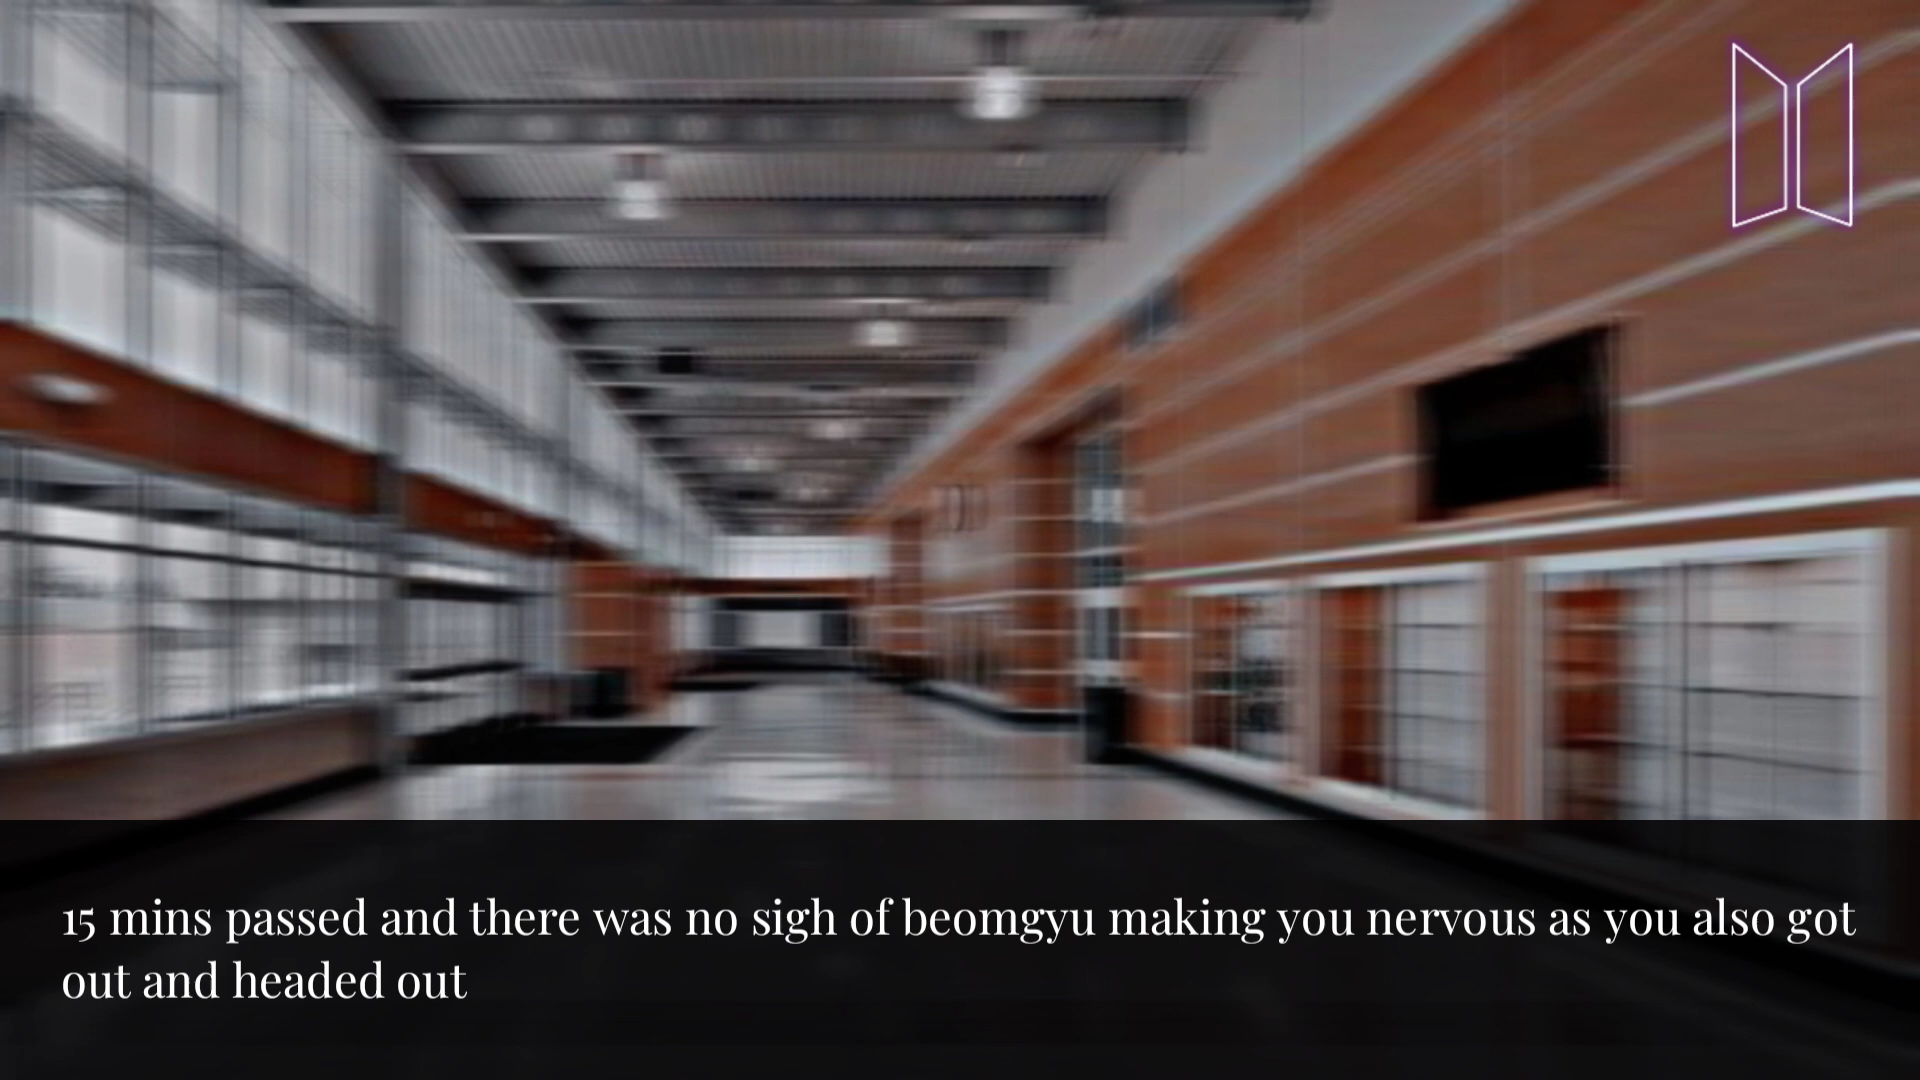 15 mins passed and there was no sigh of beomgyu making you nervous as you also got
out and headed out